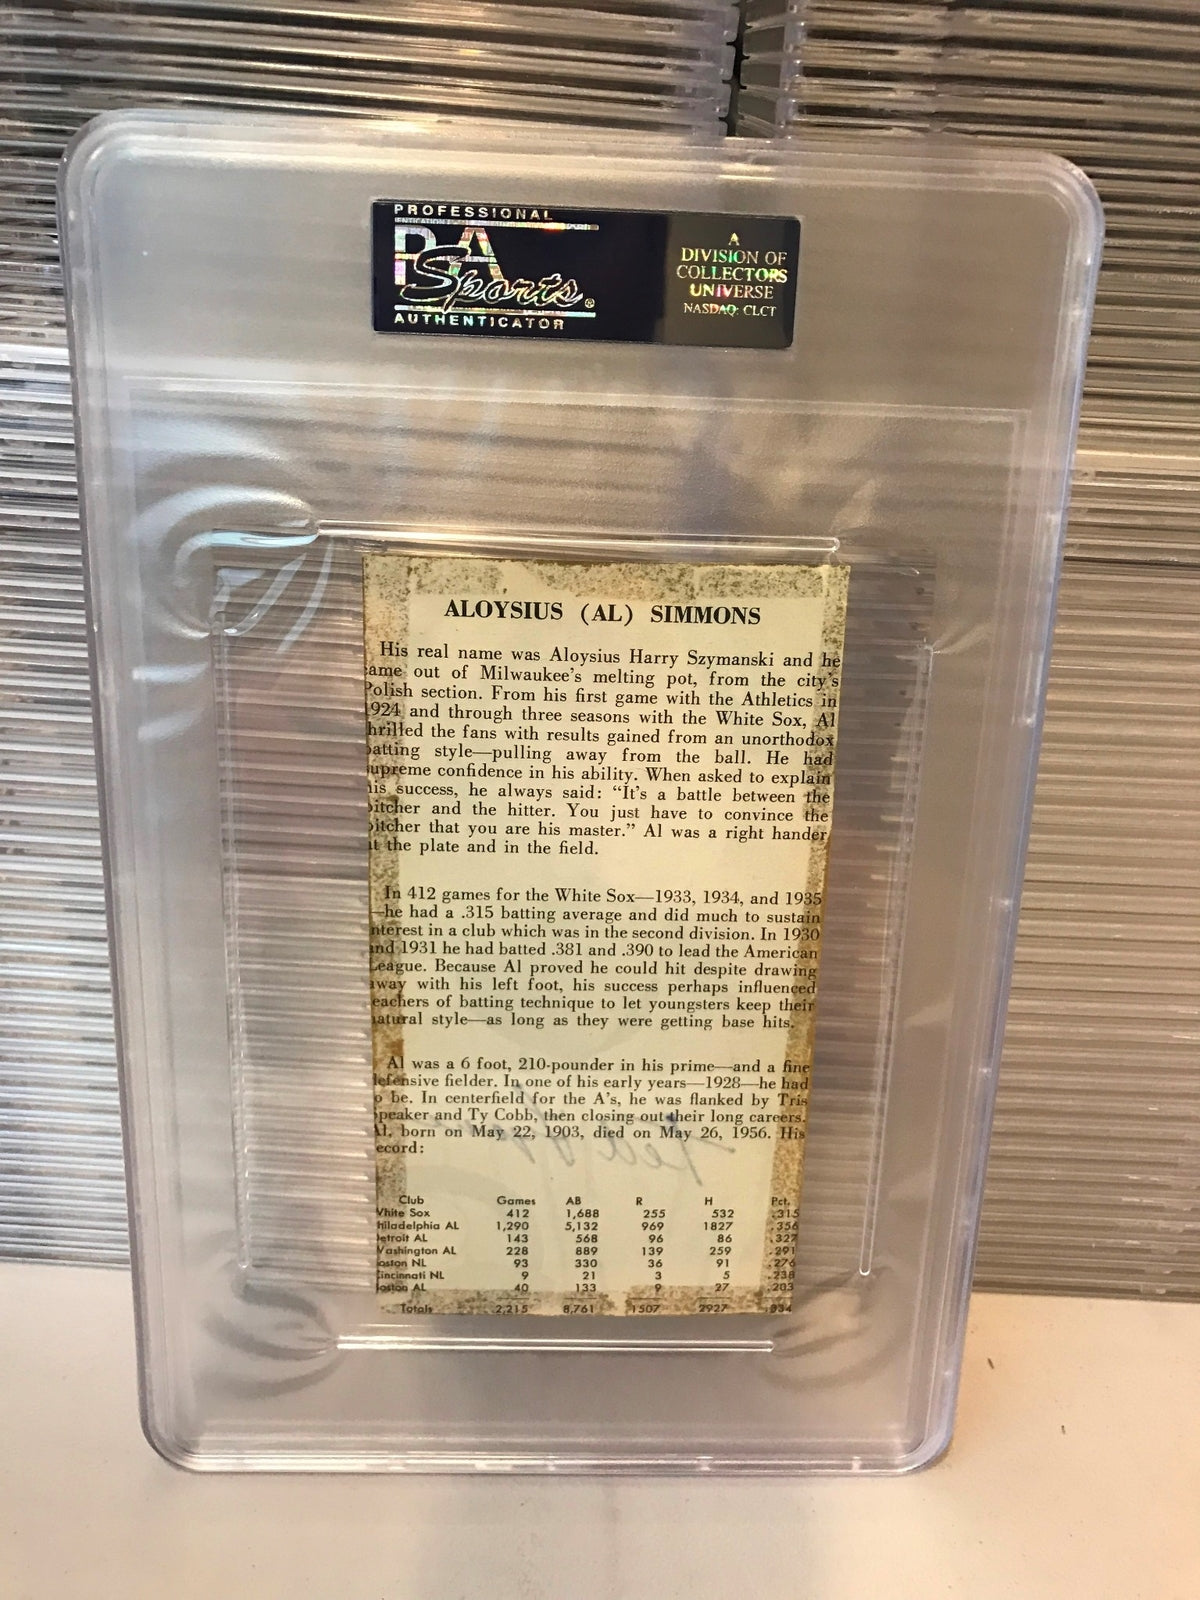 PROFESSIONAL
PSA
Sports®
AUTHENTICATOR
A
DIVISION OF
COLLECTORS
UNIVERSE
NASDAQ: CLCT
ALOYSIUS (AL) SIMMONS
His real name was Aloysius Harry Szymanski and he
ame out of Milwaukee's melting pot, from the city's
Polish section. From his first game with the Athletics in
1924 and through three seasons with the White Sox, Al
hrilled the fans with results gained from an unorthodox
batting style—pulling away from the ball. He had
upreme confidence in his ability. When asked to explain
his success, he always said: "It's a battle between the
pitcher and the hitter. You just have to convince the
pitcher that you are his master." Al was a right hander
at the plate and in the field.
In 412 games for the White Sox—1933, 1934, and 1935
—he had a .315 batting average and did much to sustain
nterest in a club which was in the second division. In 1930
and 1931 he had batted .381 and .390 to lead the American
League. Because Al proved he could hit despite drawing
away with his left foot, his success perhaps influenced
eachers of batting technique to let youngsters keep their
natural style—as long as they were getting base hits.
Al was a 6 foot, 210-pounder in his prime—and a fine
defensive fielder. In one of his early years—1928—he had
o be. In centerfield for the A's, he was flanked by Tris
Speaker and Ty Cobb, then closing out their long careers.
Al, born on May 22, 1903, died on May 26, 1956. His
ecord:
Club Games AB R H Pct.
White Sox 412 1,688 255 532 .315
Philadelphia AL 1,290 5,132 969 1827 .356
Detroit AL 143 568 96 86 .327
Washington AL 228 889 139 259 .291
Boston NL 93 330 36 91 .276
Cincinnati NL 9 21 3 5 .238
Boston AL 40 133 9 27 .203
Totals 2,215 8,761 1507 2927 .334